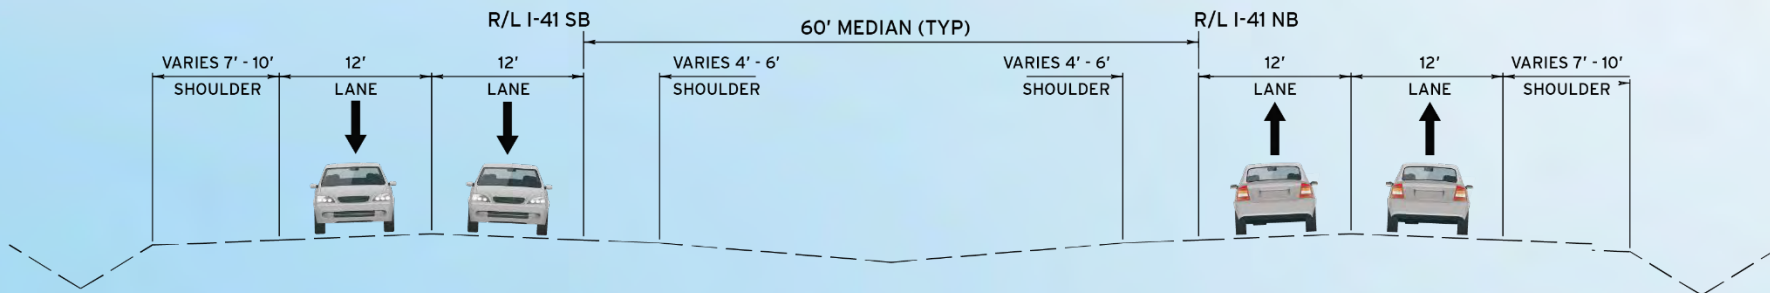 R/L I-41 SB
60' MEDIAN (TYP)
R/L I-41 NB
VARIES 7' - 10'
SHOULDER
12'
LANE
12'
LANE
VARIES 4' - 6'
SHOULDER
VARIES 4' - 6'
SHOULDER
12'
LANE
12'
LANE
VARIES 7' - 10'
SHOULDER